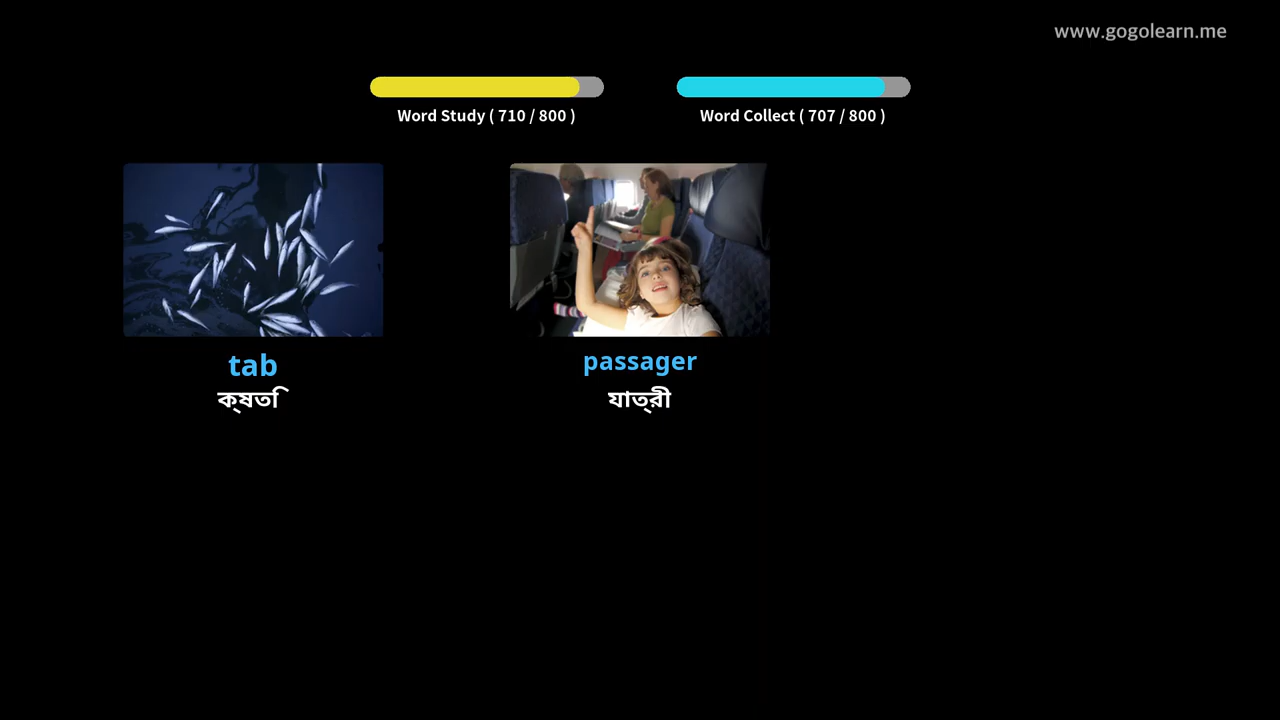 www.gogolearn.me
Word Study ( 710 / 800 )
Word Collect ( 707 / 800 )
tab
ক্ষতি
passager
যাত্রী